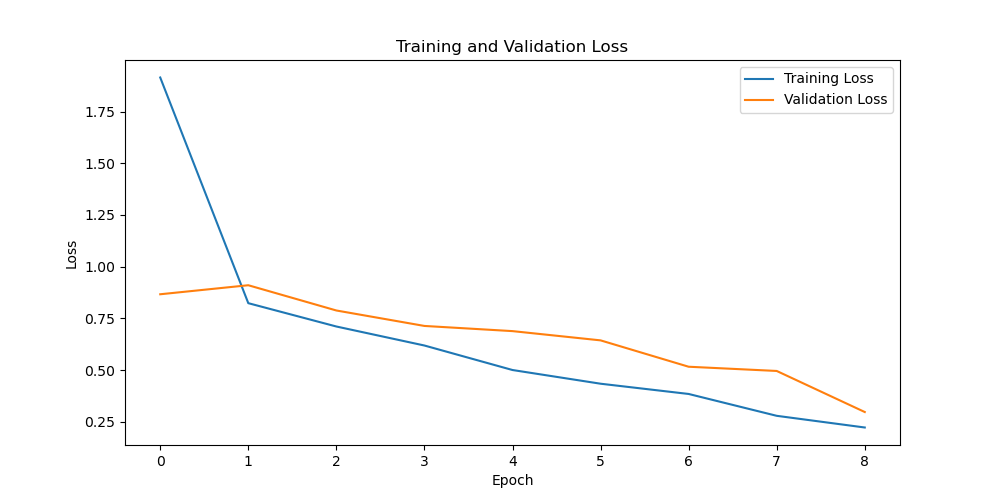 Training and Validation Loss
Training Loss
Validation Loss
1.75
1.50
1.25
1.00
0.75
0.50
0.25
Loss
0 1 2 3 4 5 6 7 8
Epoch